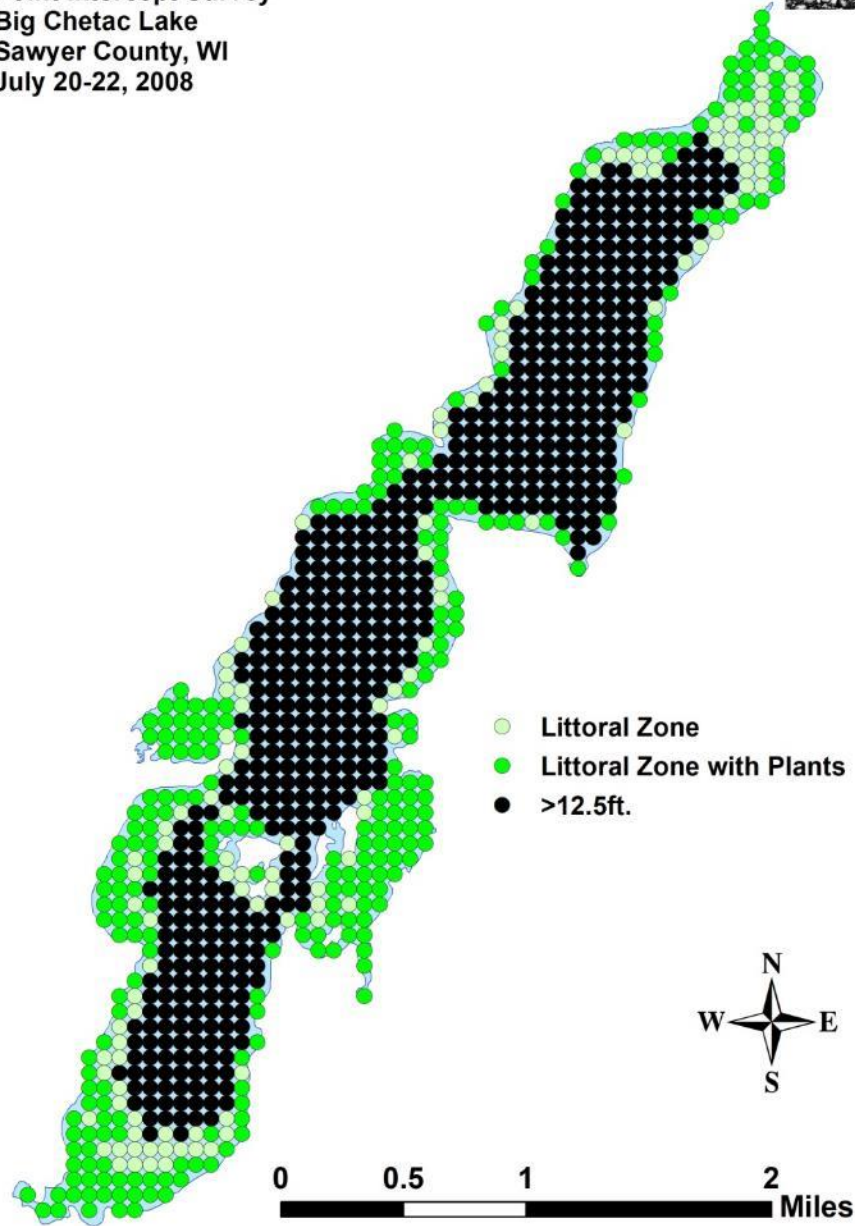 Big Chetac Lake
Sawyer County, WI
July 20-22, 2008
Littoral Zone
Littoral Zone with Plants
>12.5ft.
N
W E
S
0 0.5 1 2
Miles